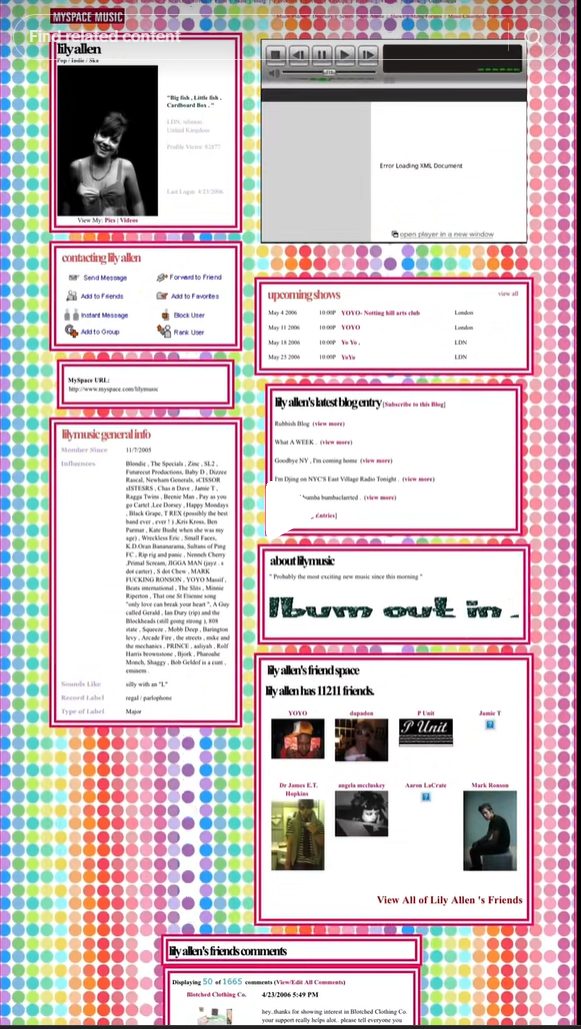 MYSPACE MUSIC
Find related content
lily allen
Pop / Indie / Ska
"Big fish , Little fish ,
Cardboard Box . "
United Kingdom
Profile Views: 82877
Last Login: 4/23/2006
View My: Pics | Videos
Error Loading XML Document
open player in a new window
contacting lily allen
Send Message
Forward to Friend
Add to Friends
Add to Favorites
Instant Message
Block User
Add to Group
Rank User
MySpace URL:
http://www.myspace.com/lilymusic
upcoming shows
view all
May 4 2006 10:00P YOYO- Notting hill arts club London
May 11 2006 10:00P YOYO London
May 18 2006 10:00P Yo Yo , LDN
May 25 2006 10:00P YoYo LDN
lily allen's latest blog entry [Subscribe to this Blog]
Rubbish Blog (view more)
What A WEEK . (view more)
Goodbye NY , I'm coming home (view more)
I'm Djing on NYC'S East Village Radio Tonight . (view more)
bumba bumbaclarrted . (view more)
Entries]
lilymusic general info
Member Since 11/7/2005
Influences Blondie , The Specials , Zinc , SL2 ,
Futurecut Productions, Baby D , Dizzee
Rascal, Newham Generals, sCISSOR
sISTESRS , Chas n Dave , Jamie T ,
Ragga Twins , Beenie Man , Pay as you
go Cartel .Lee Dorsey , Happy Mondays
, Black Grape, T REX (possibly the best
band ever , ever ! ) ,Kris Kross, Ben
Parmar , Kate Bush( when she was my
age) , Wreckless Eric , Small Faces,
K.D.Oran Bananarama, Sultans of Ping
FC , Rip rig and panic , Nenneh Cherry
,Primal Scream, JIGGA MAN (jayz . s
dot carter) , S dot Chew , MARK
FUCKING RONSON , YOYO Massif ,
Beats international , The Slits , Minnie
Riperton , That one St Etienne song
"only love can break your heart " , A Guy
called Gerald , Ian Dury (rip) and the
Blockheads (still going strong ), 808
state , Squeeze , Mobb Deep , Barington
levy , Arcade Fire , the streets , mike and
the mechanics , PRINCE , aaliyah , Rolf
Harris brownstone , Bjork , Pharoahe
Monch, Shaggy , Bob Geldof is a cunt ,
eminem .
Sounds Like silly with an "L"
Record Label regal / parlophone
Type of Label Major
about lilymusic
" Probably the most exciting new music since this morning "
lbum out in
lily allen's friend space
lily allen has 11211 friends.
YOYO
dapadon
P Unit
Jamie T
P Unit
Dr James E.T. Hopkins
angela mccluskey
Aaron LaCrate
Mark Ronson
View All of Lily Allen 's Friends
lily allen's friends comments
Displaying 50 of 1665 comments (View/Edit All Comments)
Blotched Clothing Co.
4/23/2006 5:49 PM
hey..thanks for showing interest in Blotched Clothing Co.
your support really helps alot.. please tell everyone you